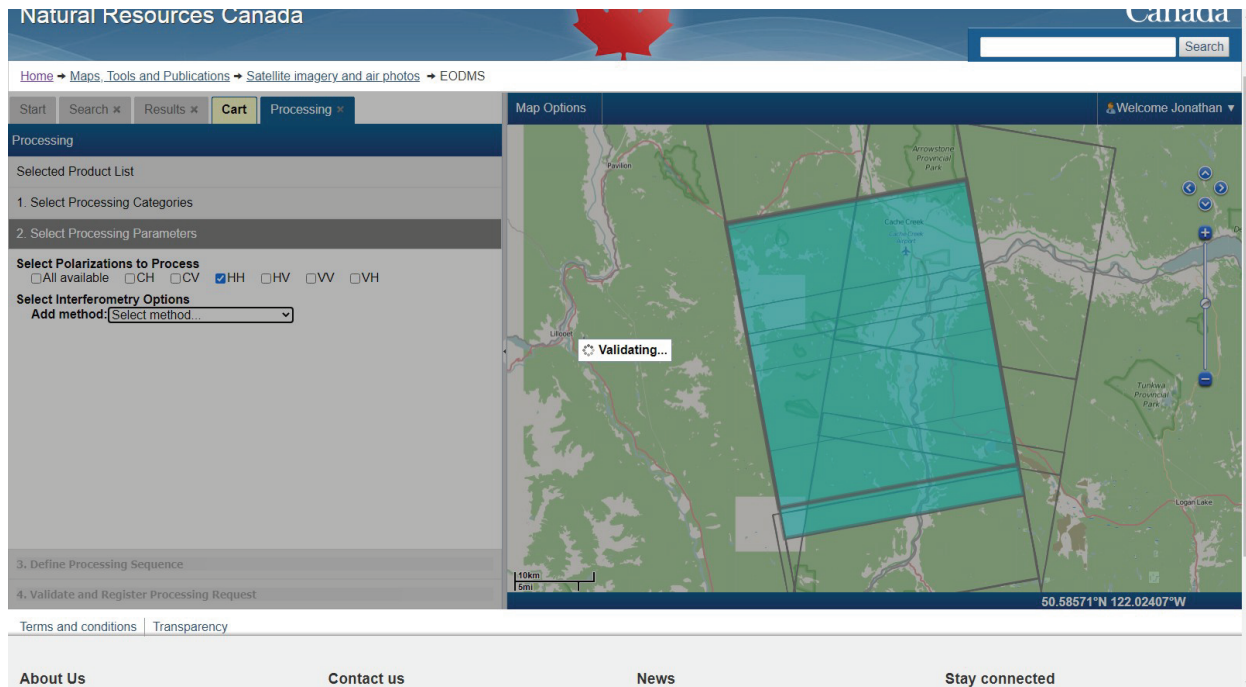 Natural Resources Canada
Canada
Search
Home → Maps, Tools and Publications → Satellite imagery and air photos → EODMS
Start Search × Results × Cart Processing ×
Map Options
Welcome Jonathan ▼
Processing
Selected Product List
1. Select Processing Categories
2. Select Processing Parameters
Select Polarizations to Process
All available CH CV HH HV VV VH
Select Interferometry Options
Add method: Select method...
3. Define Processing Sequence
4. Validate and Register Processing Request
Pavilion
Arrowstone
Provincial
Park
Cache Creek
Cache Creek
Airport
Lillooet
Validating...
Tunkwa
Provincial
Park
Logan Lake
10km
5mi
50.58571°N 122.02407°W
Terms and conditions Transparency
About Us
Contact us
News
Stay connected